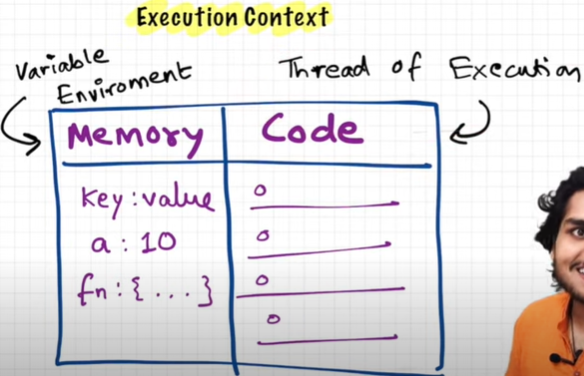 Execution Context
Variable
Enviroment
Thread of Execution
Memory
Code
key : value
a : 10
fn : { . . . }